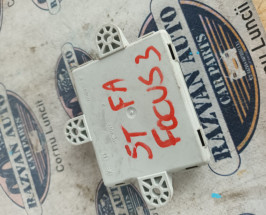 ST FA
FOCUS 3
RAZVAN AUTO
CAR PARTS
Cornu Luncii
RAZVAN AUTO
CAR PARTS
Cornu Luncii